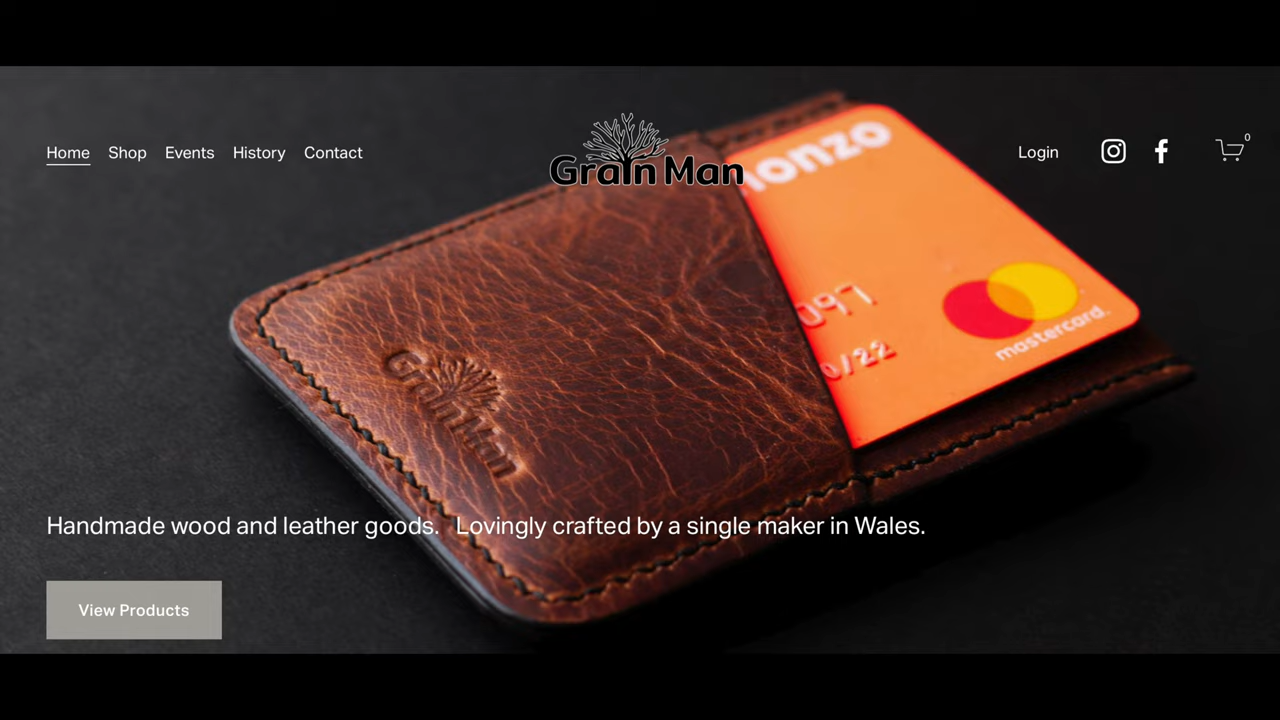 Home Shop Events History Contact
Grain Man
Login
0
monzo
097
0/22
mastercard.
Grain Man
Handmade wood and leather goods. Lovingly crafted by a single maker in Wales.
View Products